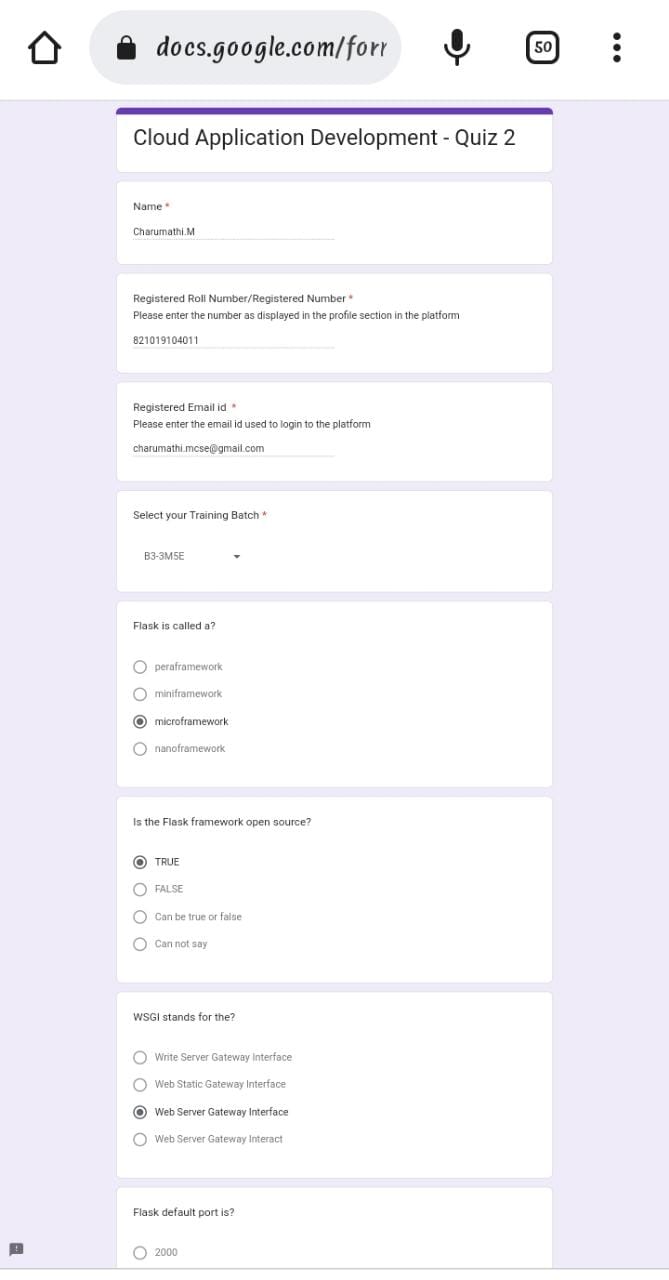 docs.google.com/forr
50
Cloud Application Development - Quiz 2
Name *
Charumathi.M
Registered Roll Number/Registered Number *
Please enter the number as displayed in the profile section in the platform
821019104011
Registered Email id *
Please enter the email id used to login to the platform
charumathi.mcse@gmail.com
Select your Training Batch *
B3-3M5E
Flask is called a?
peraframework
miniframework
microframework
nanoframework
Is the Flask framework open source?
TRUE
FALSE
Can be true or false
Can not say
WSGI stands for the?
Write Server Gateway Interface
Web Static Gateway Interface
Web Server Gateway Interface
Web Server Gateway Interact
Flask default port is?
2000